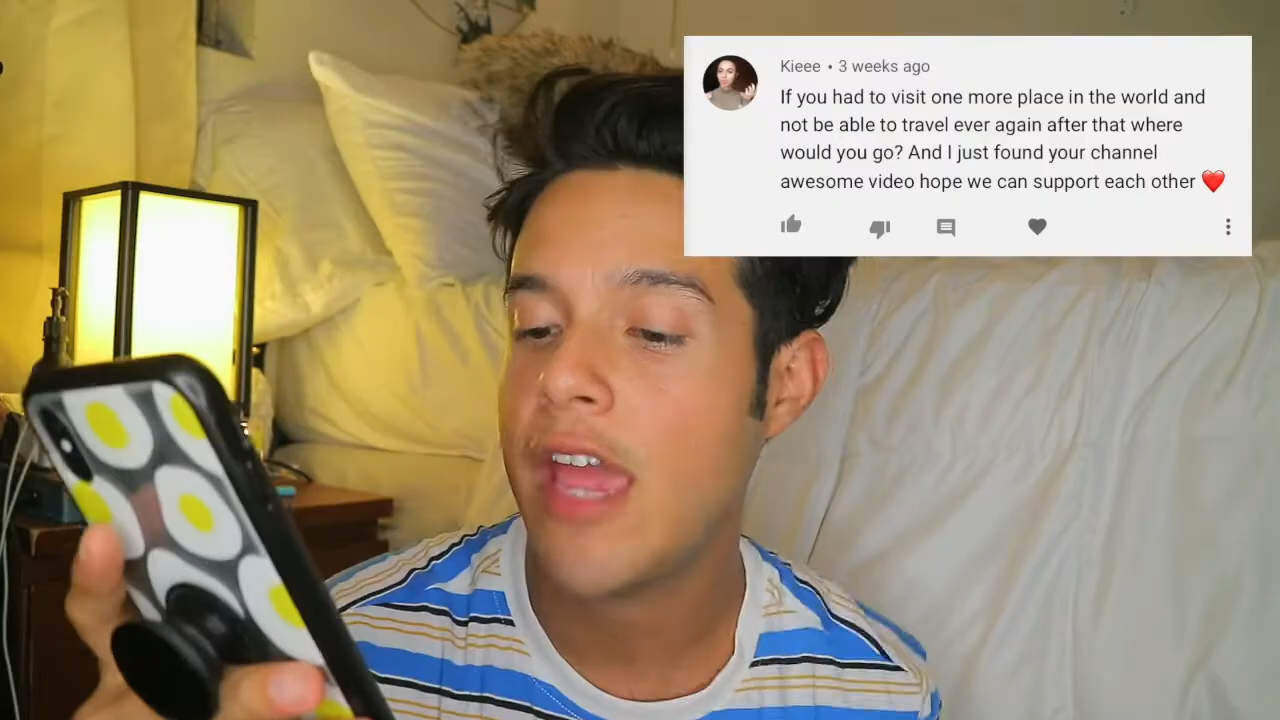 Kieee • 3 weeks ago
If you had to visit one more place in the world and
not be able to travel ever again after that where
would you go? And I just found your channel
awesome video hope we can support each other ❤️